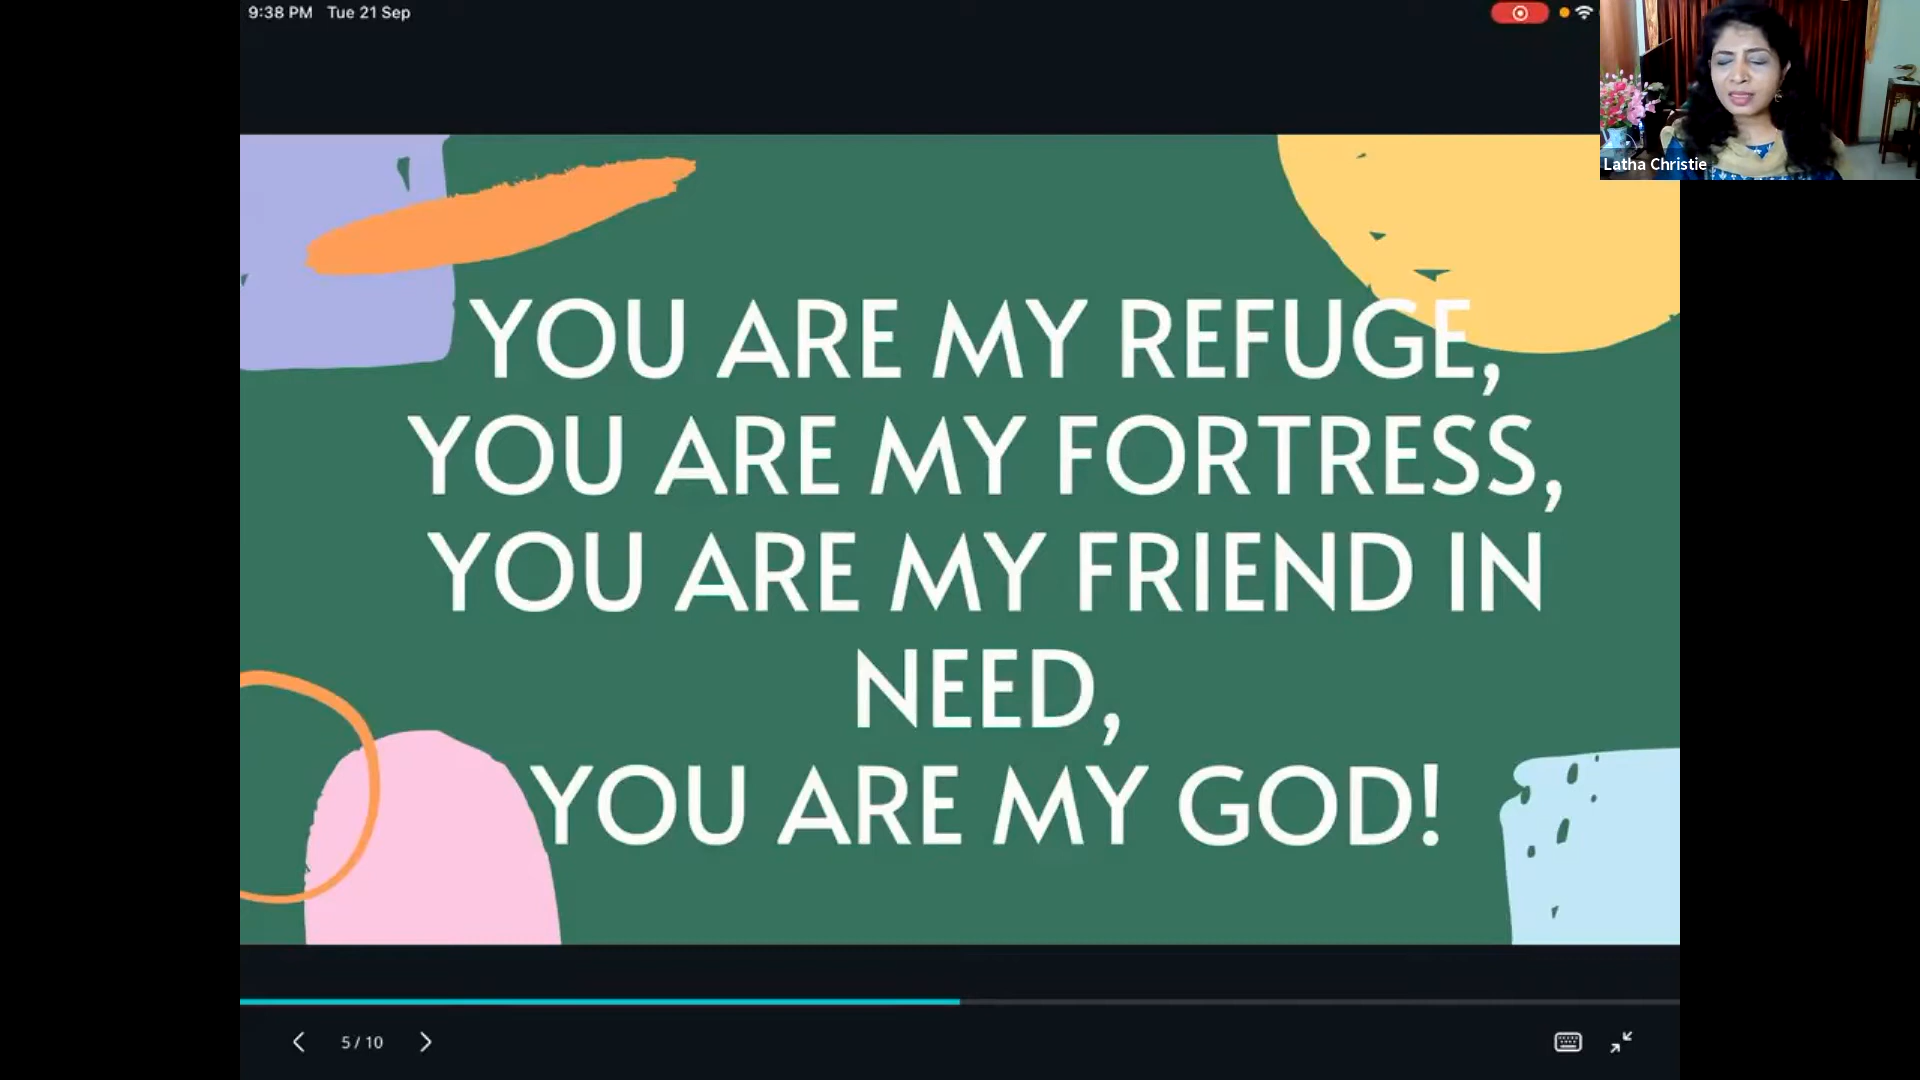 9:38 PM Tue 21 Sep
Latha Christie
YOU ARE MY REFUGE,
YOU ARE MY FORTRESS,
YOU ARE MY FRIEND IN
NEED,
YOU ARE MY GOD!
5 / 10